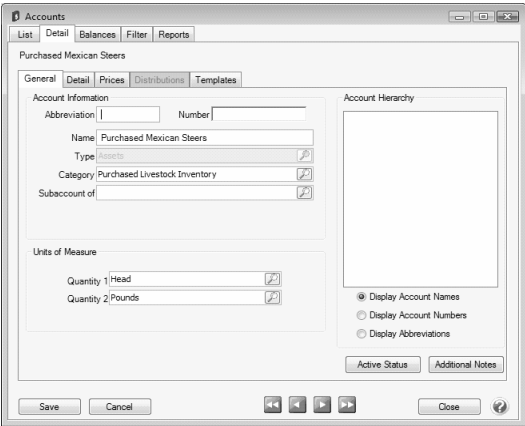 Accounts
List Detail Balances Filter Reports
Purchased Mexican Steers
General Detail Prices Distributions Templates
Account Information
Account Hierarchy
Abbreviation Number
Name Purchased Mexican Steers
Type Assets
Category Purchased Livestock Inventory
Subaccount of
Units of Measure
Quantity 1 Head
Quantity 2 Pounds
Display Account Names
Display Account Numbers
Display Abbreviations
Active Status Additional Notes
Save Cancel Close ?